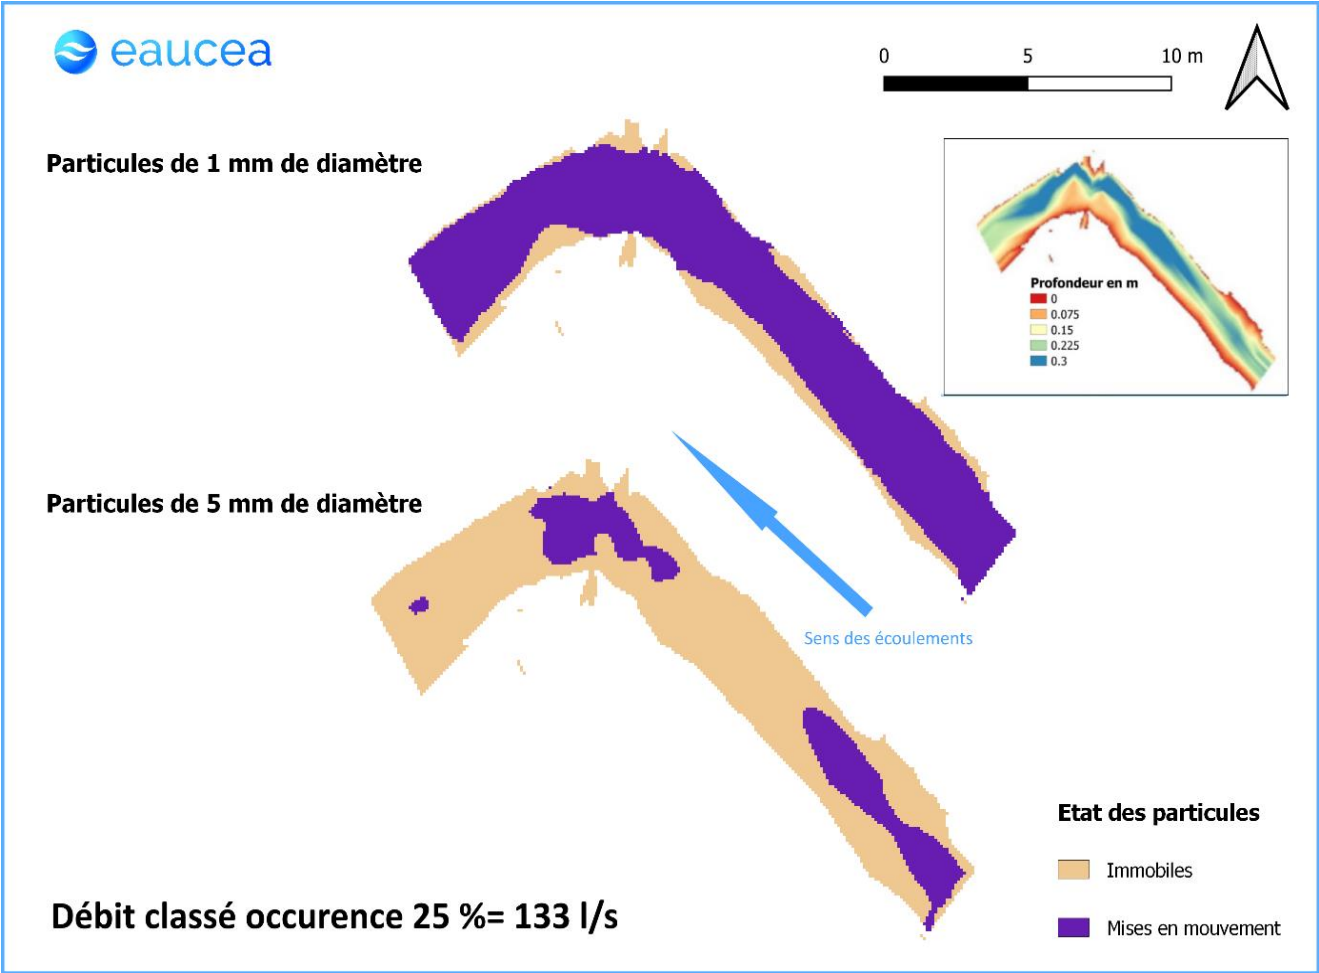 eaucea
0 5 10 m
Particules de 1 mm de diamètre
Profondeur en m
0
0.075
0.15
0.225
0.3
Particules de 5 mm de diamètre
Sens des écoulements
Etat des particules
Immobiles
Mises en mouvement
Débit classé occurence 25 %= 133 l/s